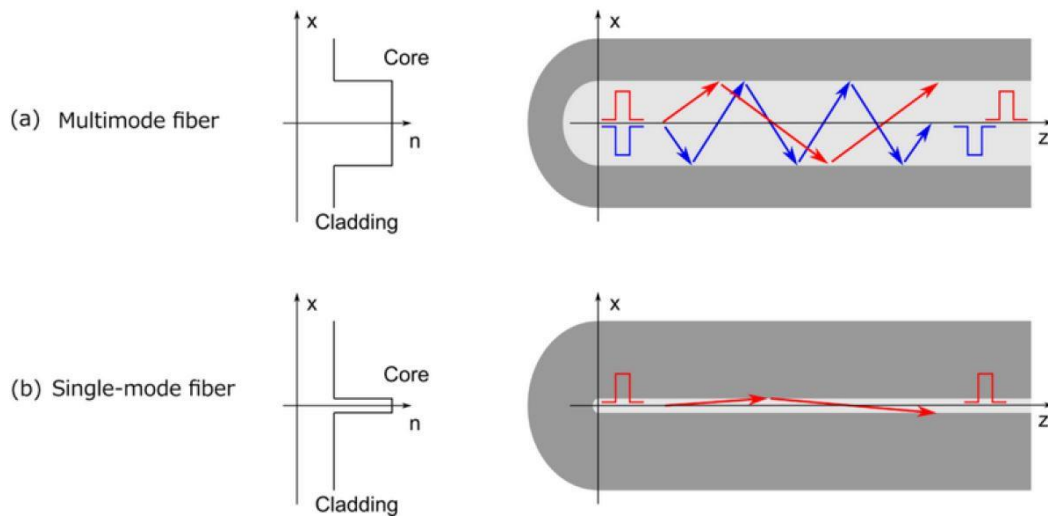 x
Core
(a) Multimode fiber
n
Cladding
x
z
x
Core
(b) Single-mode fiber
n
Cladding
x
z